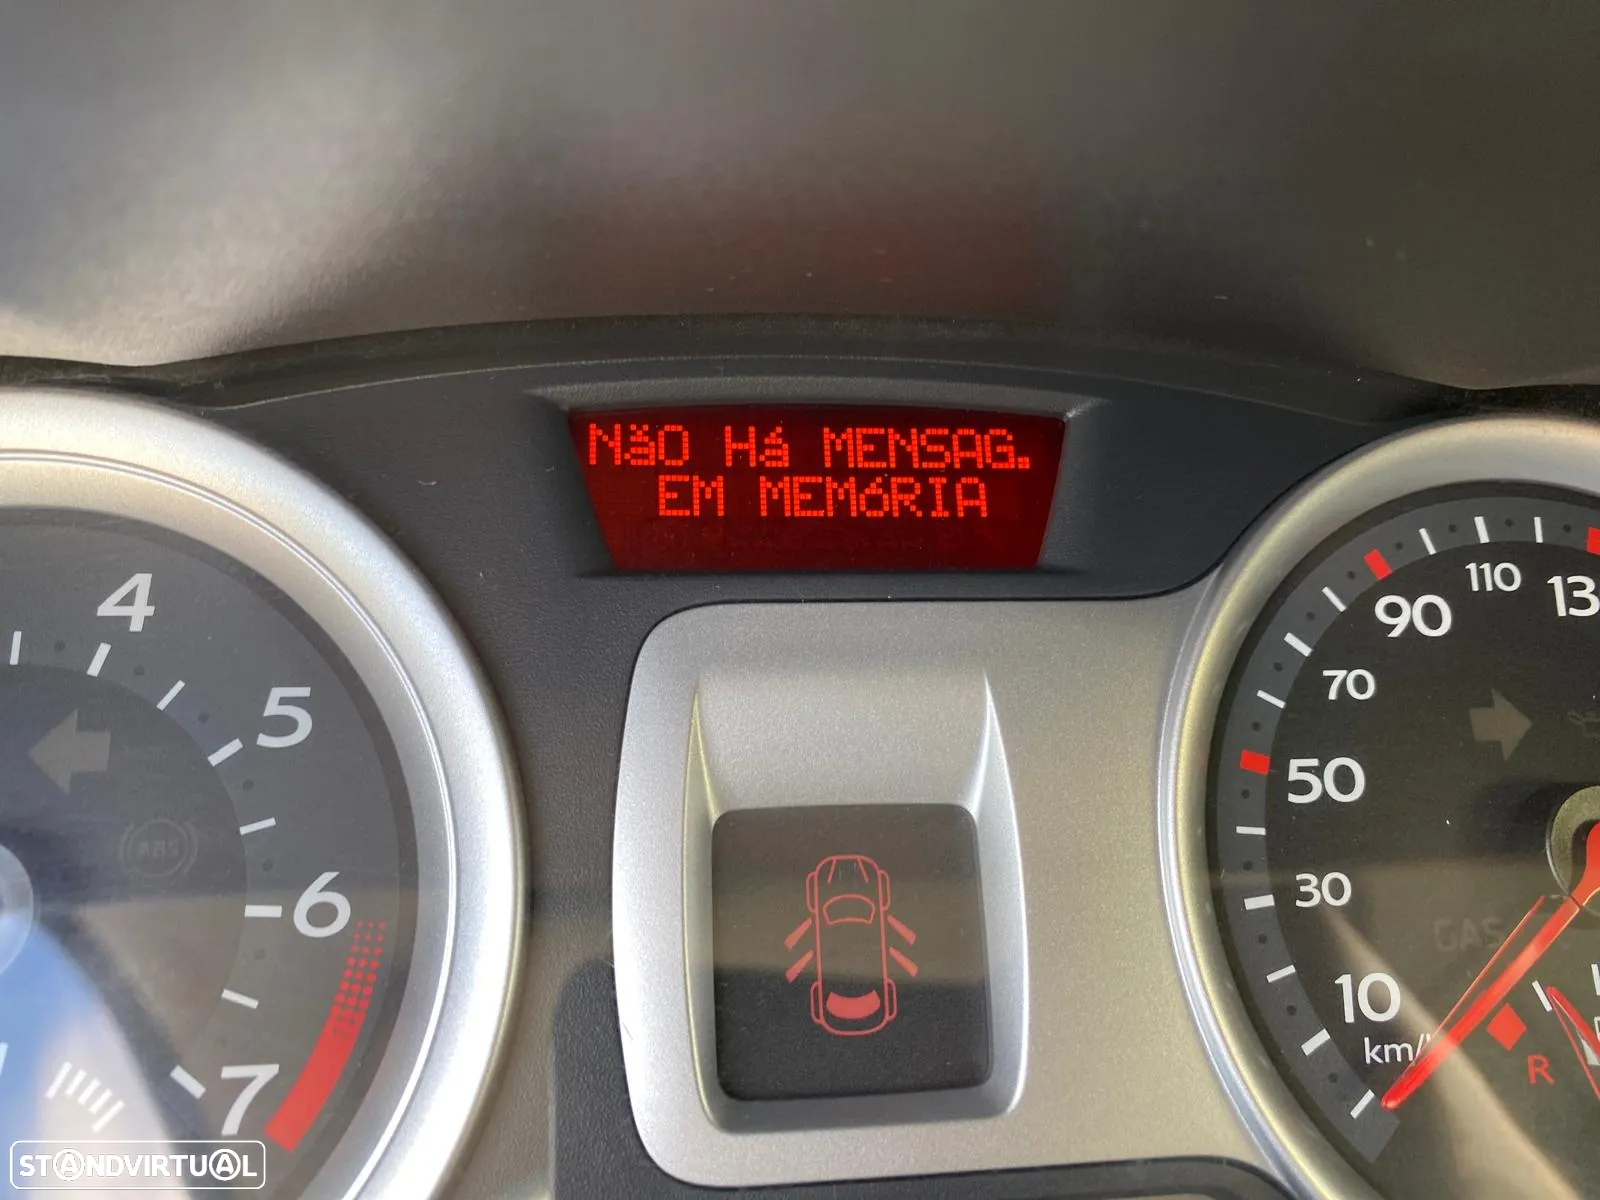 NãO Há MENSAG.
EM MEMóRIA
4
5
6
7
ABS
10
30
50
70
90
110
13
km/
GAS
R
STANDVIRTUAL